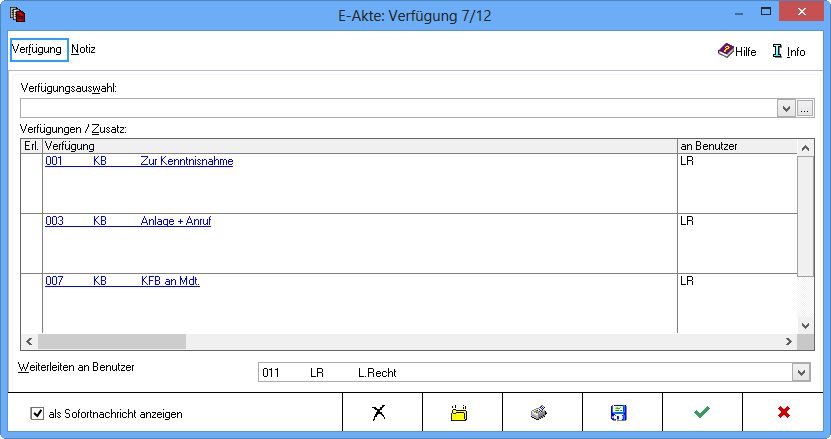 E-Akte: Verfügung 7/12
Verfügung Notiz Hilfe Info
Verfügungsauswahl:
...
Verfügungen / Zusatz:
Erl. Verfügung an Benutzer
001 KB Zur Kenntnisnahme LR
003 KB Anlage + Anruf LR
007 KB KFB an Mdt. LR
Weiterleiten an Benutzer 011 LR L.Recht
als Sofortnachricht anzeigen